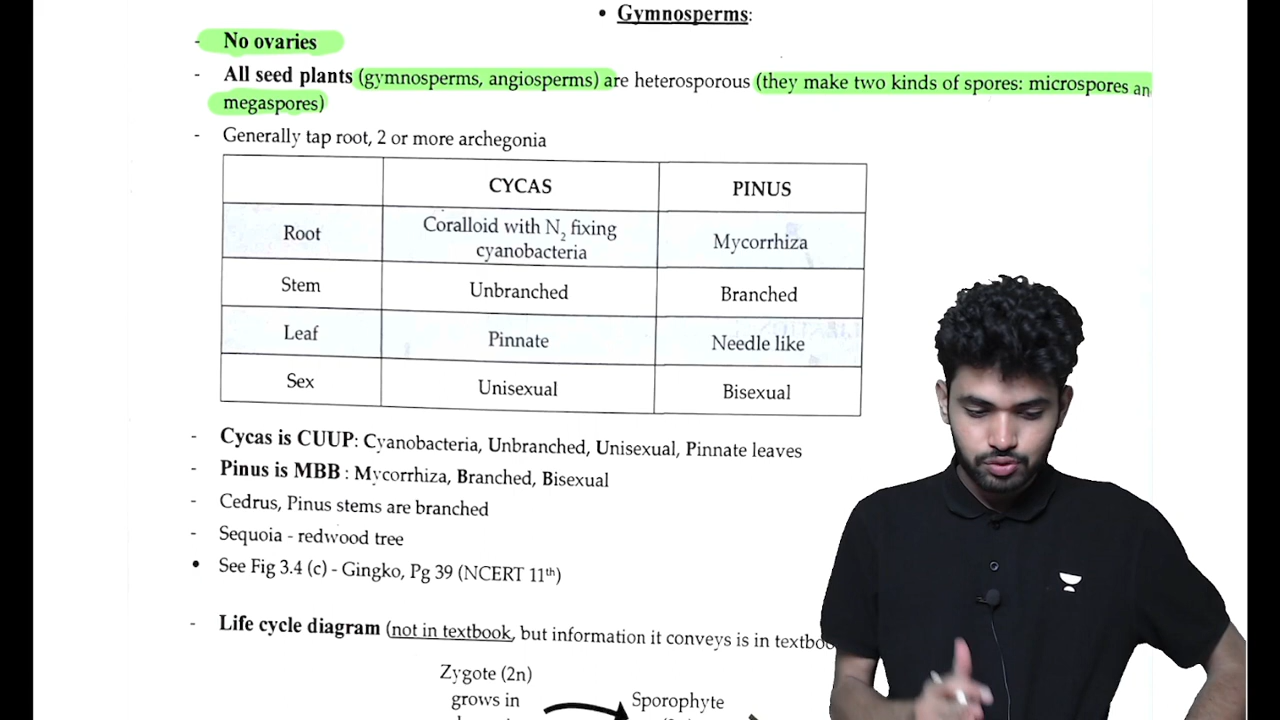 • Gymnosperms:
- No ovaries
- All seed plants (gymnosperms, angiosperms) are heterosporous (they make two kinds of spores: microspores an
megaspores)
- Generally tap root, 2 or more archegonia
CYCAS PINUS
Root Coralloid with N₂ fixing cyanobacteria Mycorrhiza
Stem Unbranched Branched
Leaf Pinnate Needle like
Sex Unisexual Bisexual
- Cycas is CUUP: Cyanobacteria, Unbranched, Unisexual, Pinnate leaves
- Pinus is MBB : Mycorrhiza, Branched, Bisexual
- Cedrus, Pinus stems are branched
- Sequoia - redwood tree
• See Fig 3.4 (c) - Gingko, Pg 39 (NCERT 11th)
- Life cycle diagram (not in textbook, but information it conveys is in textboo
Zygote (2n)
grows in
Sporophyte